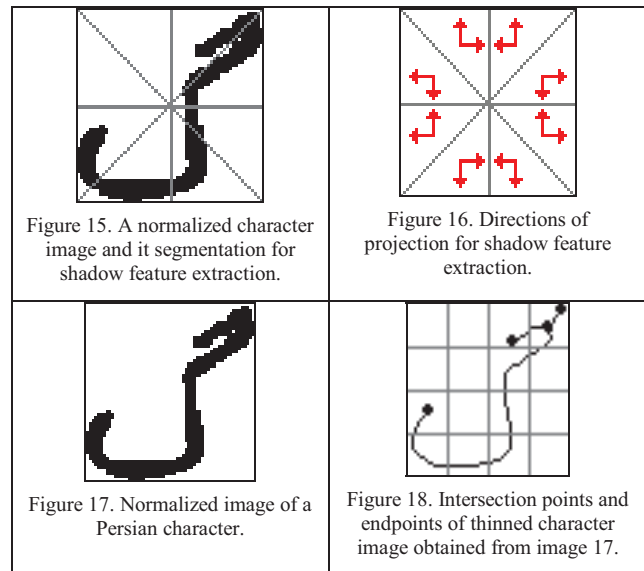 Figure 15. A normalized character
image and it segmentation for
shadow feature extraction.
Figure 16. Directions of
projection for shadow feature
extraction.
Figure 17. Normalized image of a
Persian character.
Figure 18. Intersection points and
endpoints of thinned character
image obtained from image 17.